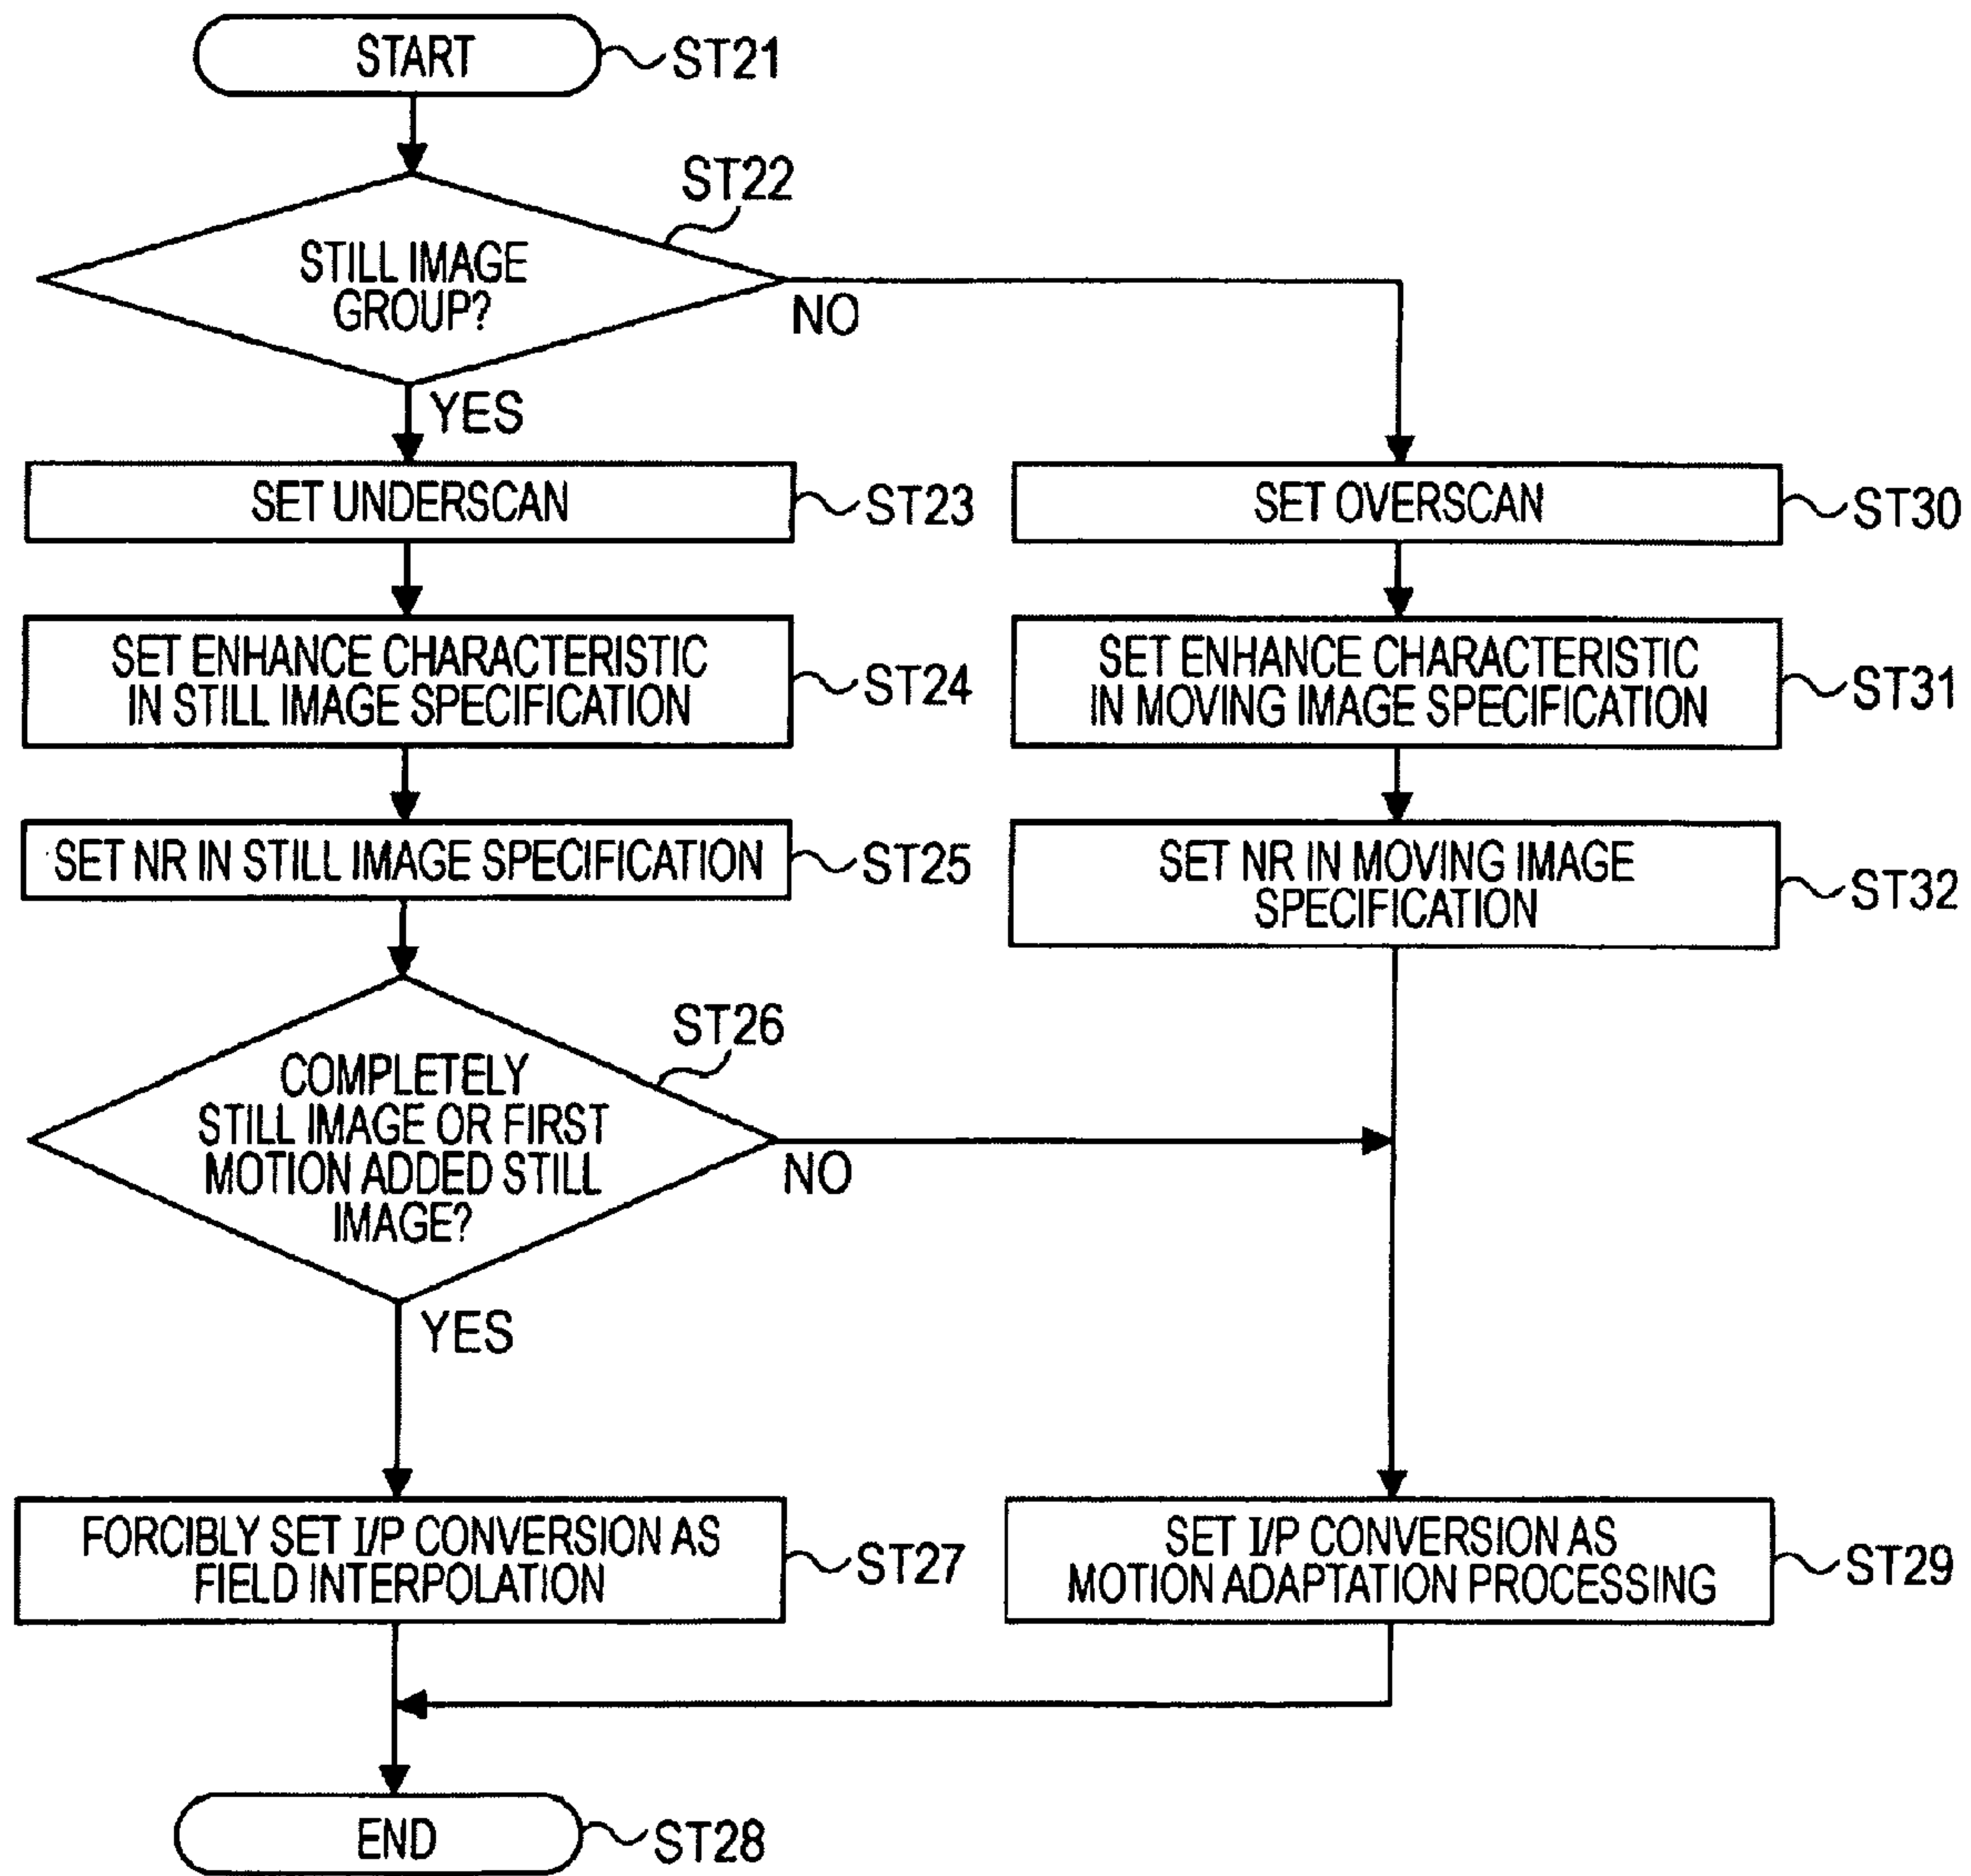 START
ST21
ST22
STILL IMAGE
GROUP?
NO
YES
SET UNDERSCAN
ST23
SET OVERSCAN
ST30
SET ENHANCE CHARACTERISTIC
IN STILL IMAGE SPECIFICATION
ST24
SET ENHANCE CHARACTERISTIC
IN MOVING IMAGE SPECIFICATION
ST31
SET NR IN STILL IMAGE SPECIFICATION
ST25
SET NR IN MOVING IMAGE
SPECIFICATION
ST32
ST26
COMPLETELY
STILL IMAGE OR FIRST
MOTION ADDED STILL
IMAGE?
NO
YES
FORCIBLY SET I/P CONVERSION AS
FIELD INTERPOLATION
ST27
SET I/P CONVERSION AS
MOTION ADAPTATION PROCESSING
ST29
END
ST28